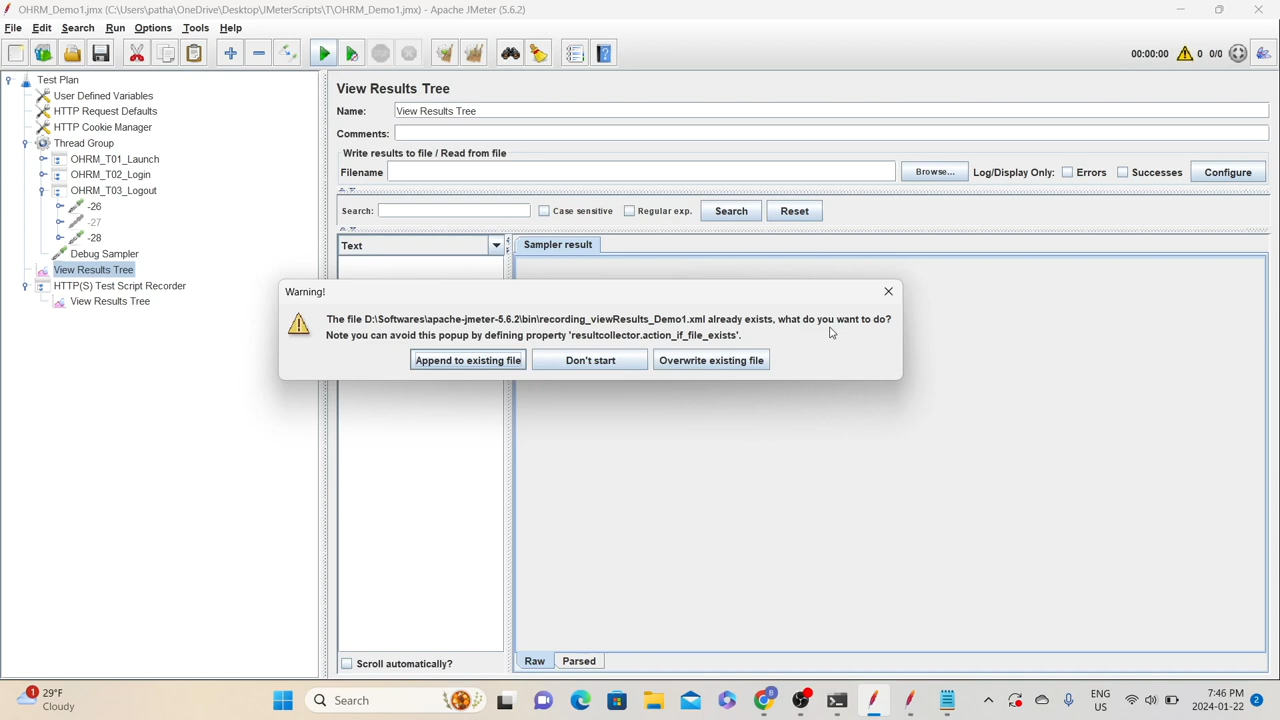 OHRM_Demo1.jmx (C:\Users\patha\OneDrive\Desktop\JMeterScripts\T\OHRM_Demo1.jmx) - Apache JMeter (5.6.2)
File Edit Search Run Options Tools Help
00:00:00 0 0/0
Test Plan
User Defined Variables
HTTP Request Defaults
HTTP Cookie Manager
Thread Group
OHRM_T01_Launch
OHRM_T02_Login
OHRM_T03_Logout
-26
-27
-28
Debug Sampler
View Results Tree
HTTP(S) Test Script Recorder
View Results Tree
View Results Tree
Name: View Results Tree
Comments:
Write results to file / Read from file
Filename Browse... Log/Display Only: Errors Successes Configure
Search: Case sensitive Regular exp. Search Reset
Text Sampler result
Warning!
The file D:\Softwares\apache-jmeter-5.6.2\bin\recording_viewResults_Demo1.xml already exists, what do you want to do?
Note you can avoid this popup by defining property 'resultcollector.action_if_file_exists'.
Append to existing file Don't start Overwrite existing file
Scroll automatically? Raw Parsed
1 29°F
Cloudy
Search
8
ENG
US
7:46 PM
2024-01-22
2